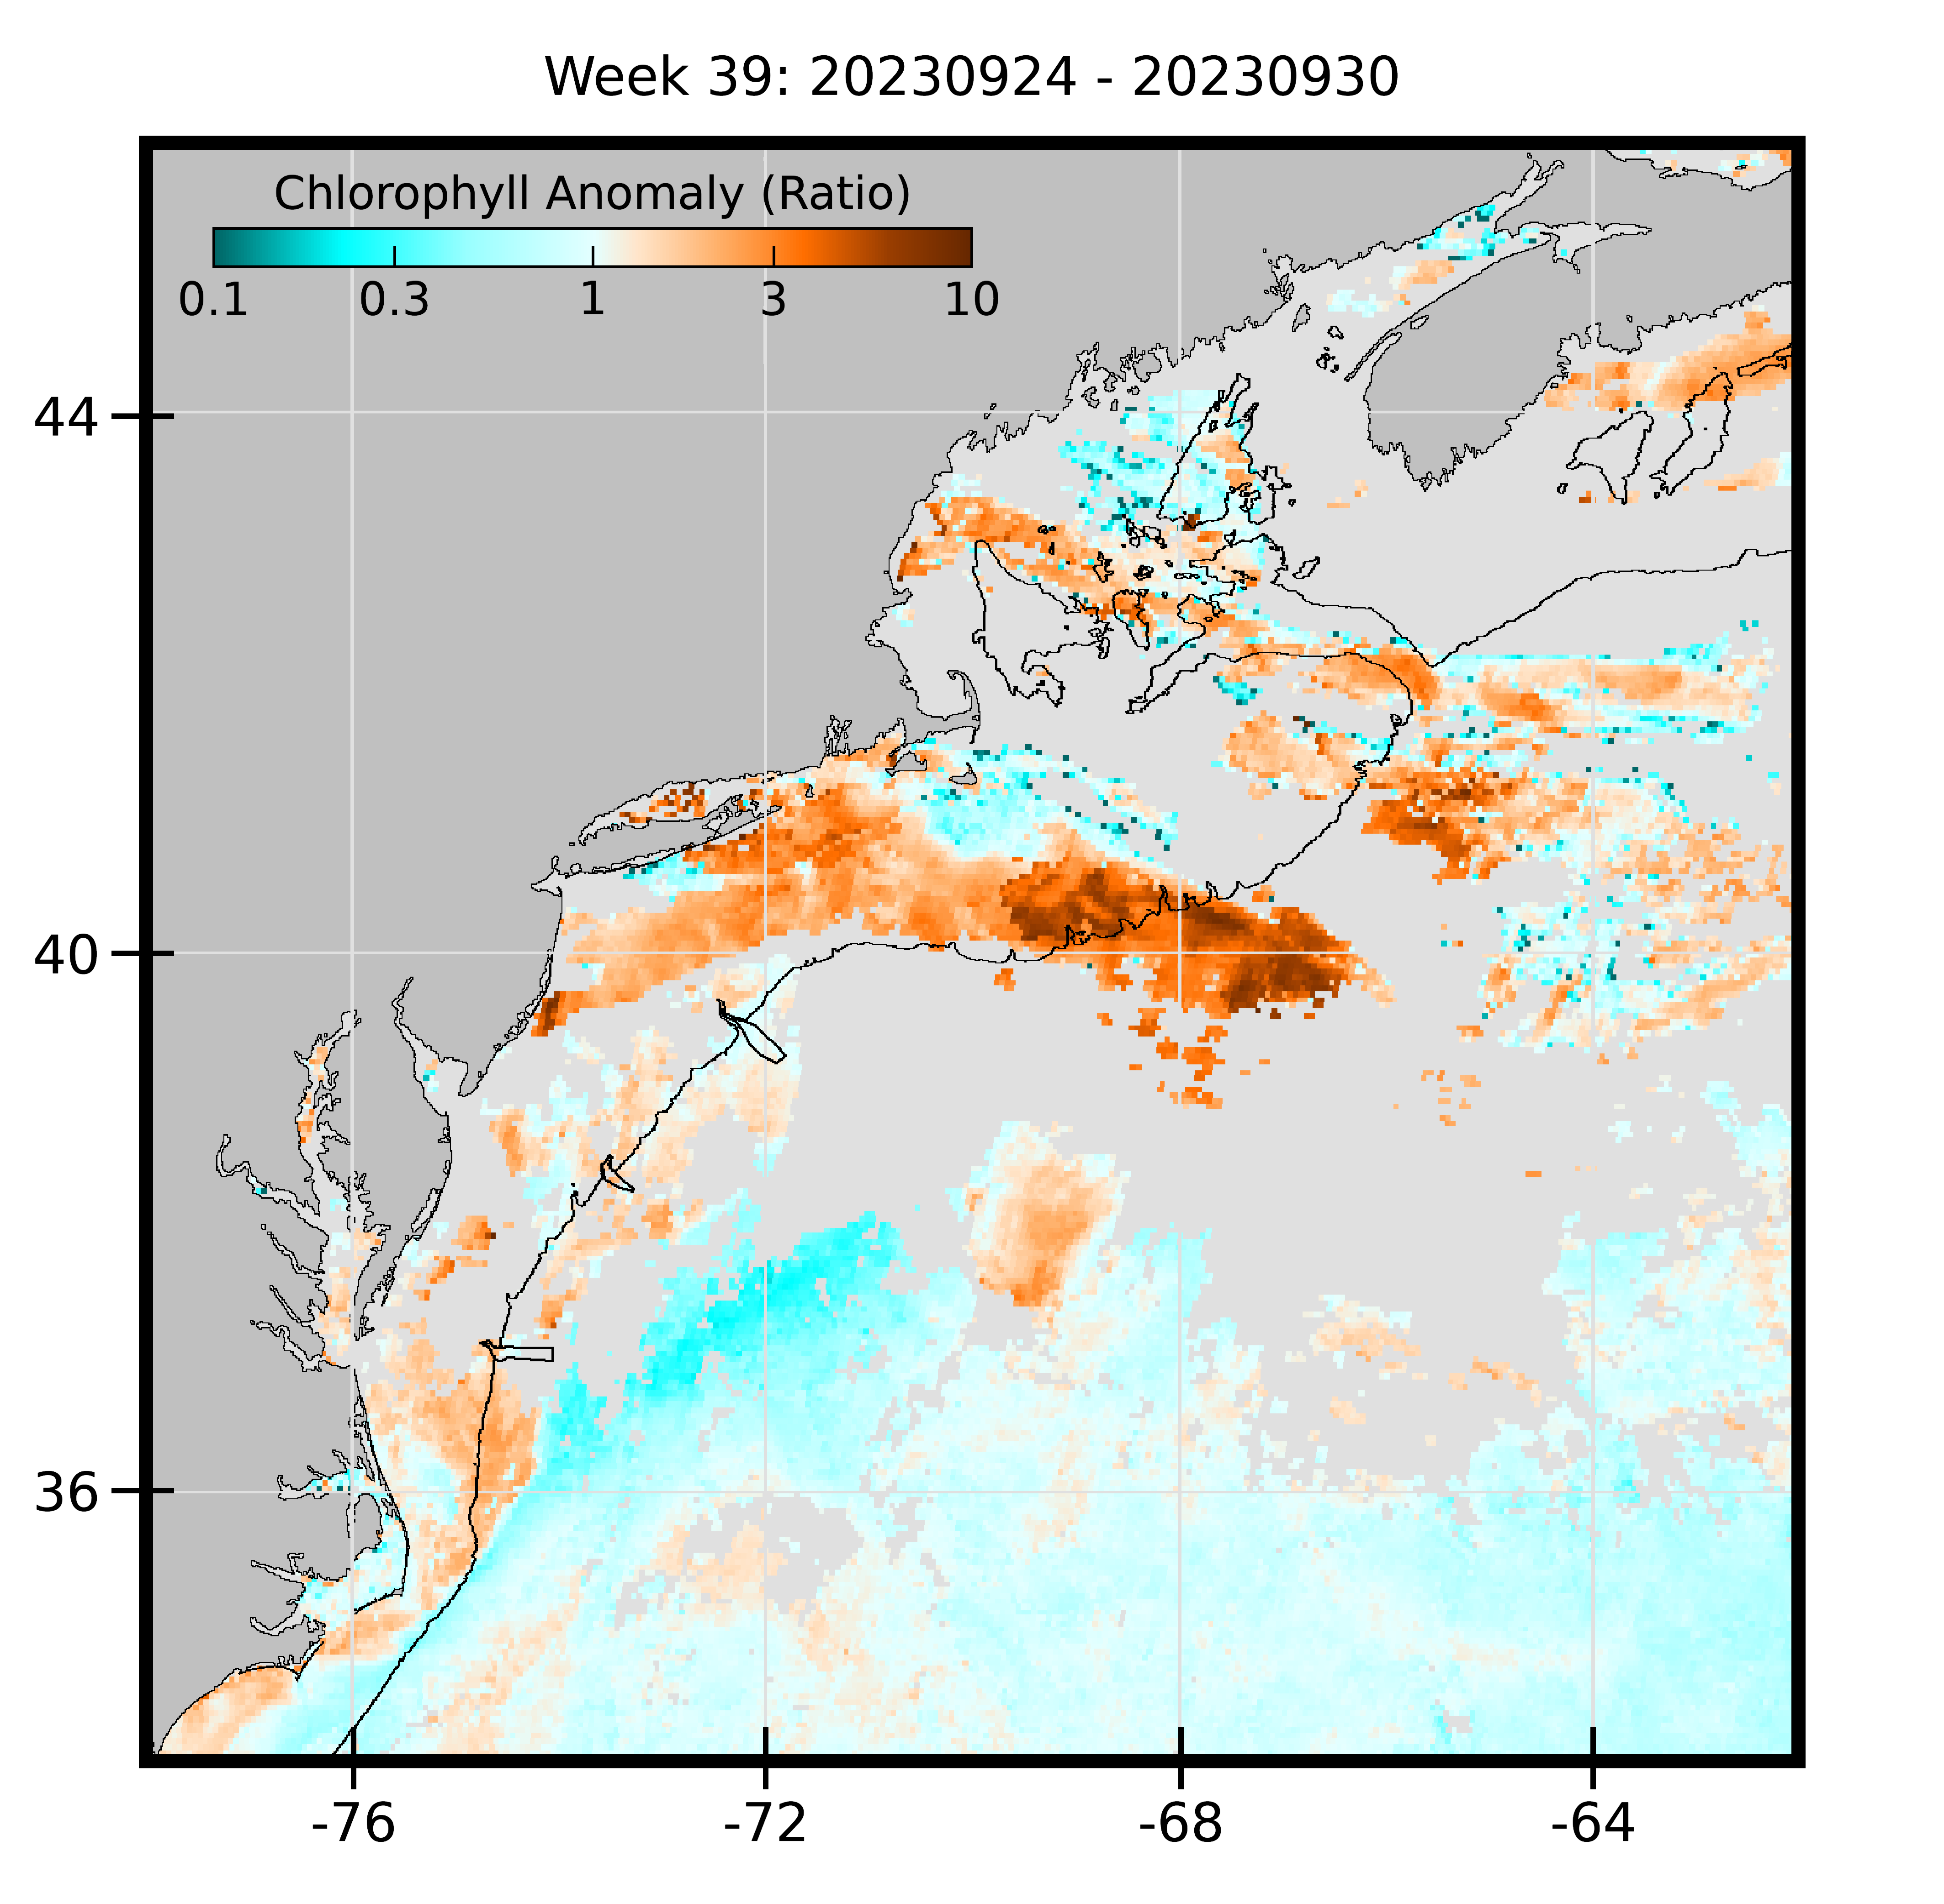 Week 39: 20230924 - 20230930
Chlorophyll Anomaly (Ratio)
0.1 0.3 1 3 10
44
40
36
-76 -72 -68 -64